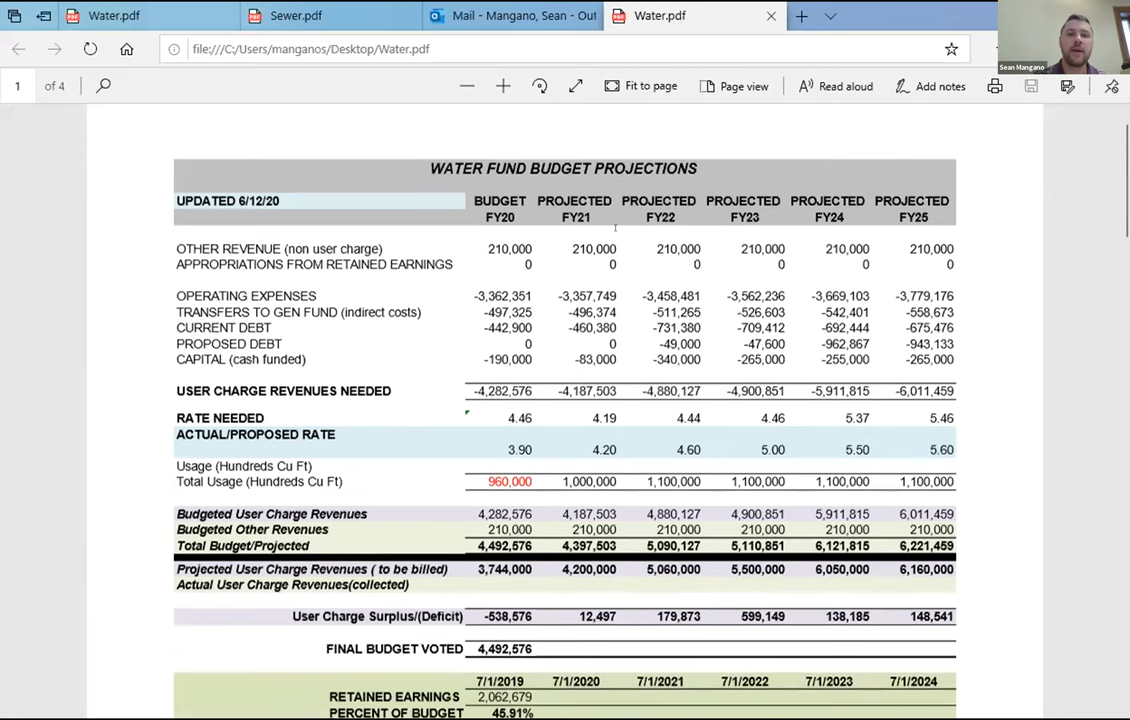 Water.pdf Sewer.pdf Mail - Mangano, Sean - Out Water.pdf
file:///C:/Users/manganos/Desktop/Water.pdf
Sean Mangano
1 of 4 Fit to page Page view Read aloud Add notes
WATER FUND BUDGET PROJECTIONS
UPDATED 6/12/20 BUDGET PROJECTED PROJECTED PROJECTED PROJECTED PROJECTED
FY20 FY21 FY22 FY23 FY24 FY25
OTHER REVENUE (non user charge) 210,000 210,000 210,000 210,000 210,000 210,000
APPROPRIATIONS FROM RETAINED EARNINGS 0 0 0 0 0 0
OPERATING EXPENSES -3,362,351 -3,357,749 -3,458,481 -3,562,236 -3,669,103 -3,779,176
TRANSFERS TO GEN FUND (indirect costs) -497,325 -496,374 -511,265 -526,603 -542,401 -558,673
CURRENT DEBT -442,900 -460,380 -731,380 -709,412 -692,444 -675,476
PROPOSED DEBT 0 0 -49,000 -47,600 -962,867 -943,133
CAPITAL (cash funded) -190,000 -83,000 -340,000 -265,000 -255,000 -265,000
USER CHARGE REVENUES NEEDED -4,282,576 -4,187,503 -4,880,127 -4,900,851 -5,911,815 -6,011,459
RATE NEEDED 4.46 4.19 4.44 4.46 5.37 5.46
ACTUAL/PROPOSED RATE
3.90 4.20 4.60 5.00 5.50 5.60
Usage (Hundreds Cu Ft)
Total Usage (Hundreds Cu Ft) 960,000 1,000,000 1,100,000 1,100,000 1,100,000 1,100,000
Budgeted User Charge Revenues 4,282,576 4,187,503 4,880,127 4,900,851 5,911,815 6,011,459
Budgeted Other Revenues 210,000 210,000 210,000 210,000 210,000 210,000
Total Budget/Projected 4,492,576 4,397,503 5,090,127 5,110,851 6,121,815 6,221,459
Projected User Charge Revenues ( to be billed) 3,744,000 4,200,000 5,060,000 5,500,000 6,050,000 6,160,000
Actual User Charge Revenues(collected)
User Charge Surplus/(Deficit) -538,576 12,497 179,873 599,149 138,185 148,541
FINAL BUDGET VOTED 4,492,576
7/1/2019 7/1/2020 7/1/2021 7/1/2022 7/1/2023 7/1/2024
RETAINED EARNINGS 2,062,679
PERCENT OF BUDGET 45.91%